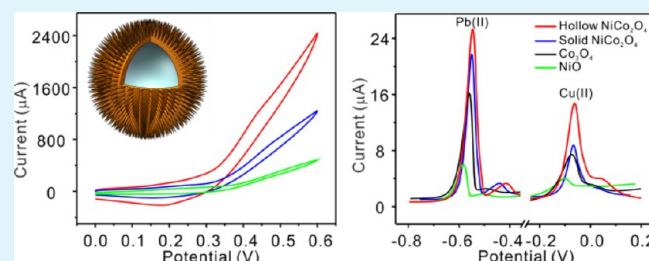 2400
1600
800
0
Current (μA)
0.0 0.1 0.2 0.3 0.4 0.5 0.6
Potential (V)
Pb(II)
Cu(II)
Hollow NiCo₂O₄
Solid NiCo₂O₄
Co₃O₄
NiO
24
16
8
0
Current (μA)
-0.8 -0.6 -0.4 -0.2 0.0 0.2
Potential (V)